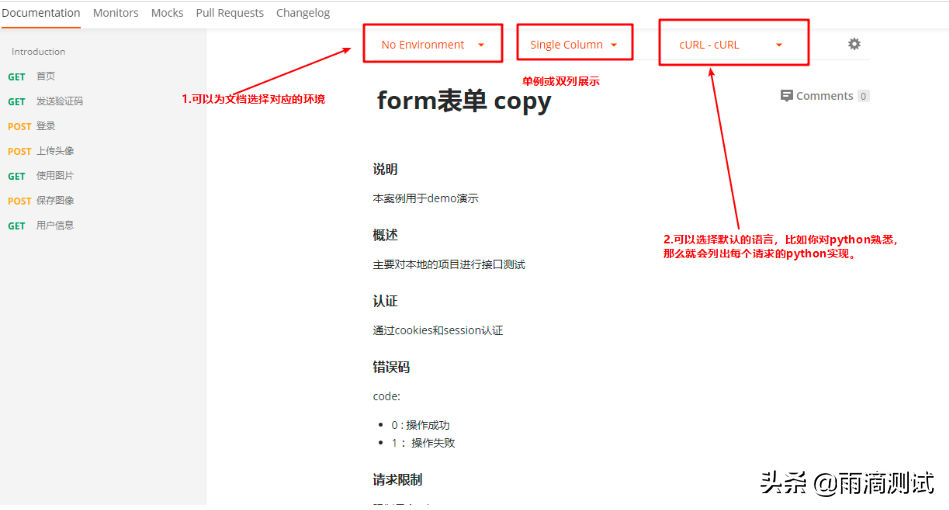 Documentation Monitors Mocks Pull Requests Changelog
No Environment Single Column cURL - cURL
Introduction
GET 首页
GET 发送验证码
POST 登录
POST 上传头像
GET 使用图片
POST 保存图像
GET 用户信息
1.可以为文档选择对应的环境
单例或双列展示
form表单 copy
Comments 0
说明
本案例用于demo演示
概述
主要对本地的项目进行接口测试
2.可以选择默认的语言，比如你对python熟悉，
那么就会列出每个请求的python实现。
认证
通过cookies和session认证
错误码
code:
0 : 操作成功
1 ： 操作失败
请求限制
头条 @雨滴测试